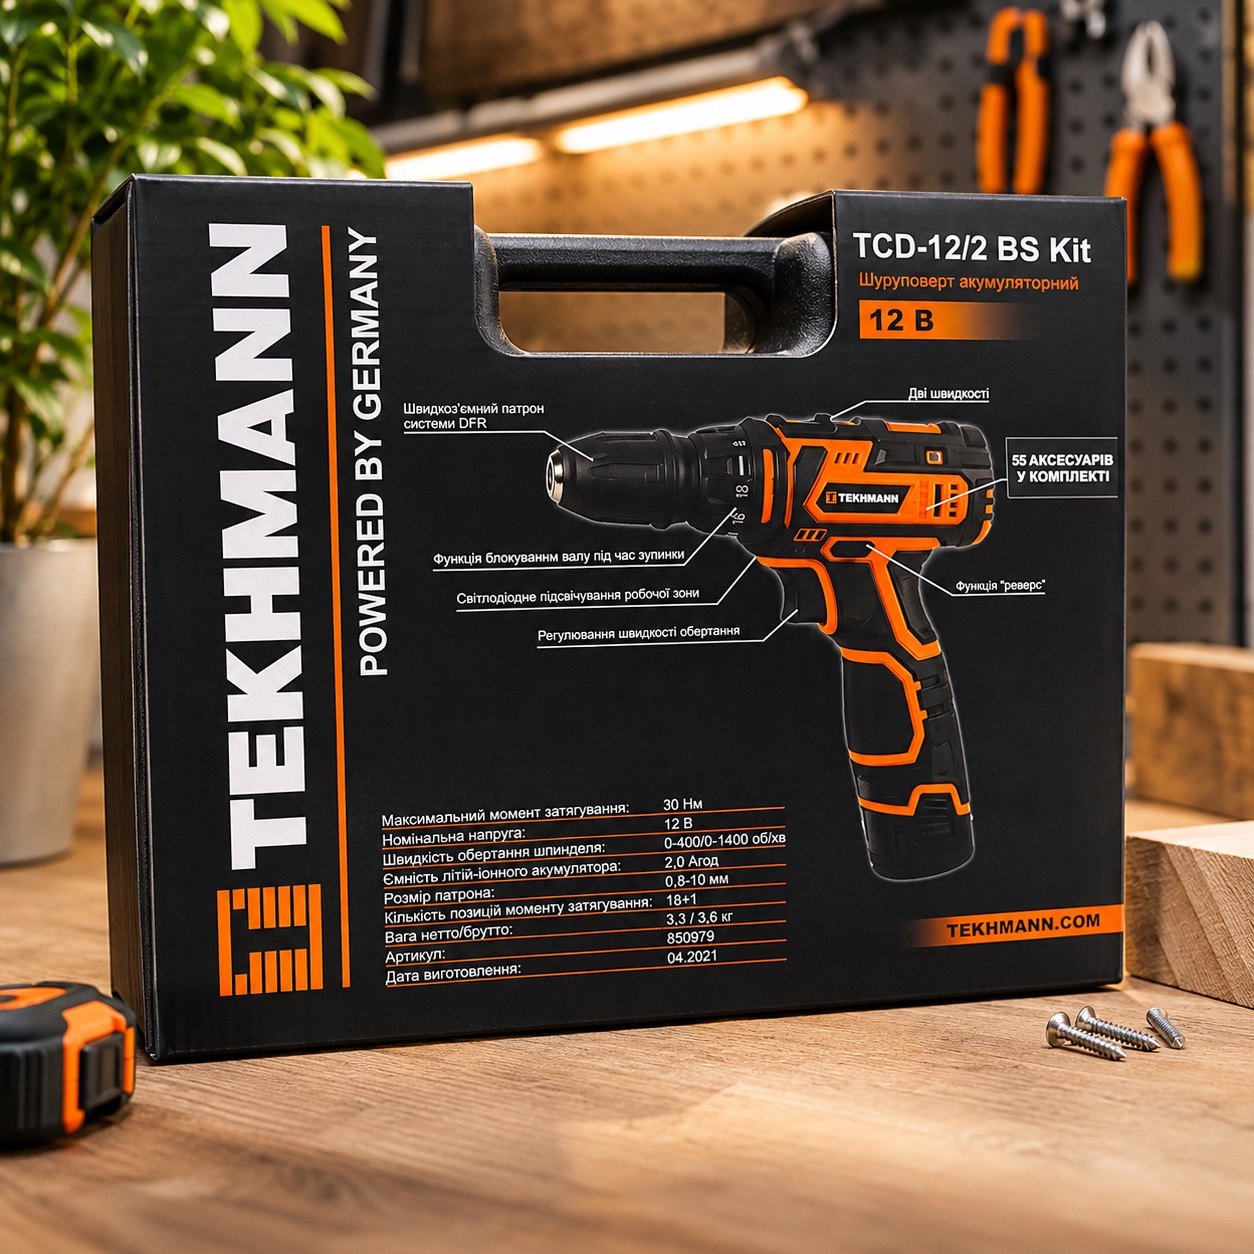 TEKHMANN
POWERED BY GERMANY
TCD-12/2 BS Kit
Шуруповерт акумуляторний
12 В
Швидкоз'ємний патрон
системи DFR
Дві швидкості
55 АКСЕСУАРІВ
У КОМПЛЕКТІ
TEKHMANN
Функція блокуванням валу під час зупинки
Світлодіодне підсвічування робочої зони
Регулювання швидкості обертання
Функція "реверс"
Максимальний момент затягування: 30 Нм
Номінальна напруга: 12 В
Швидкість обертання шпинделя: 0-400/0-1400 об/хв
Ємність літій-іонного акумулятора: 2,0 Агод
Розмір патрона: 0,8-10 мм
Кількість позицій моменту затягування: 18+1
Вага нетто/брутто: 3,3 / 3,6 кг
Артикул: 850979
Дата виготовлення: 04.2021
TEKHMANN.COM